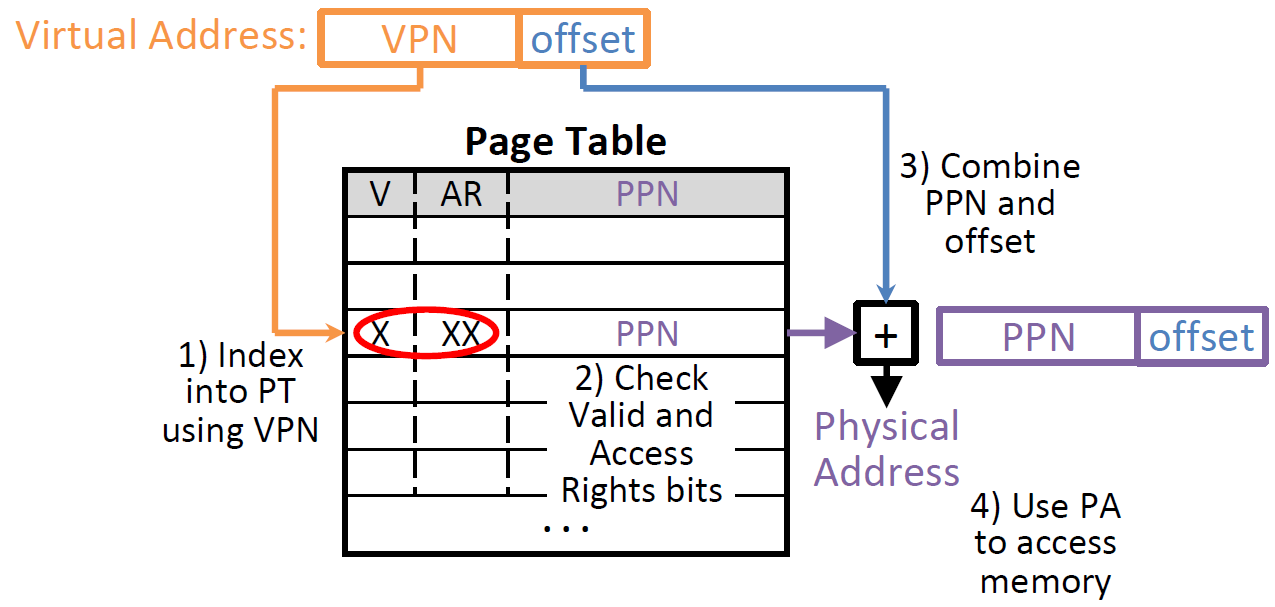 Virtual Address: VPN offset
Page Table
V AR PPN
X XX PPN
1) Index
into PT
using VPN
2) Check
Valid and
Access
Rights bits
. . .
3) Combine
PPN and
offset
+
PPN offset
Physical
Address
4) Use PA
to access
memory